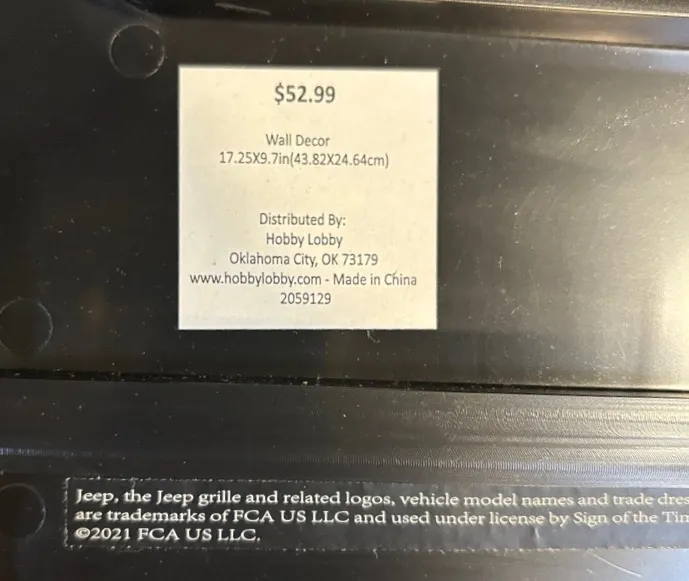 $52.99
Wall Decor
17.25X9.7in(43.82X24.64cm)
Distributed By:
Hobby Lobby
Oklahoma City, OK 73179
www.hobbylobby.com - Made in China
2059129
Jeep, the Jeep grille and related logos, vehicle model names and trade
are trademarks of FCA US LLC and used under license by Sign of the
©2021 FCA US LLC.